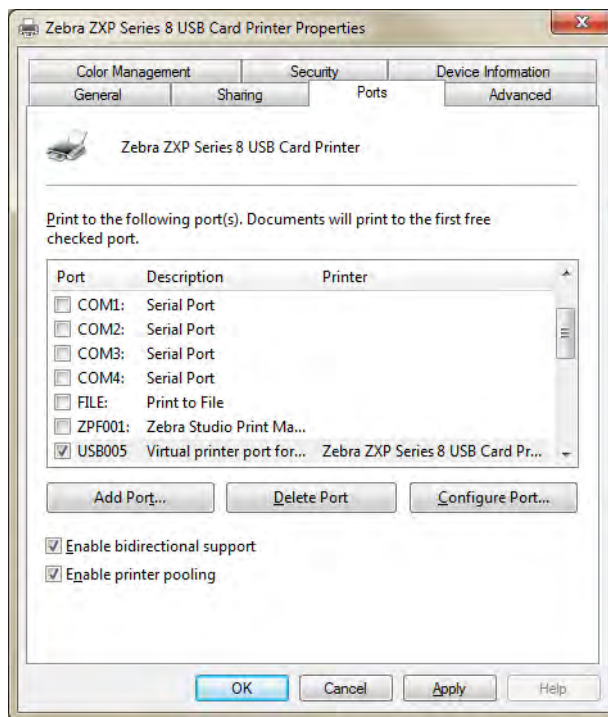 Zebra ZXP Series 8 USB Card Printer Properties
Color Management Security Device Information
General Sharing Ports Advanced
Zebra ZXP Series 8 USB Card Printer
Print to the following port(s). Documents will print to the first free
checked port.
Port Description Printer
COM1: Serial Port
COM2: Serial Port
COM3: Serial Port
COM4: Serial Port
FILE: Print to File
ZPF001: Zebra Studio Print Ma...
USB005 Virtual printer port for... Zebra ZXP Series 8 USB Card Pr...
Add Port... Delete Port Configure Port...
Enable bidirectional support
Enable printer pooling
OK Cancel Apply Help